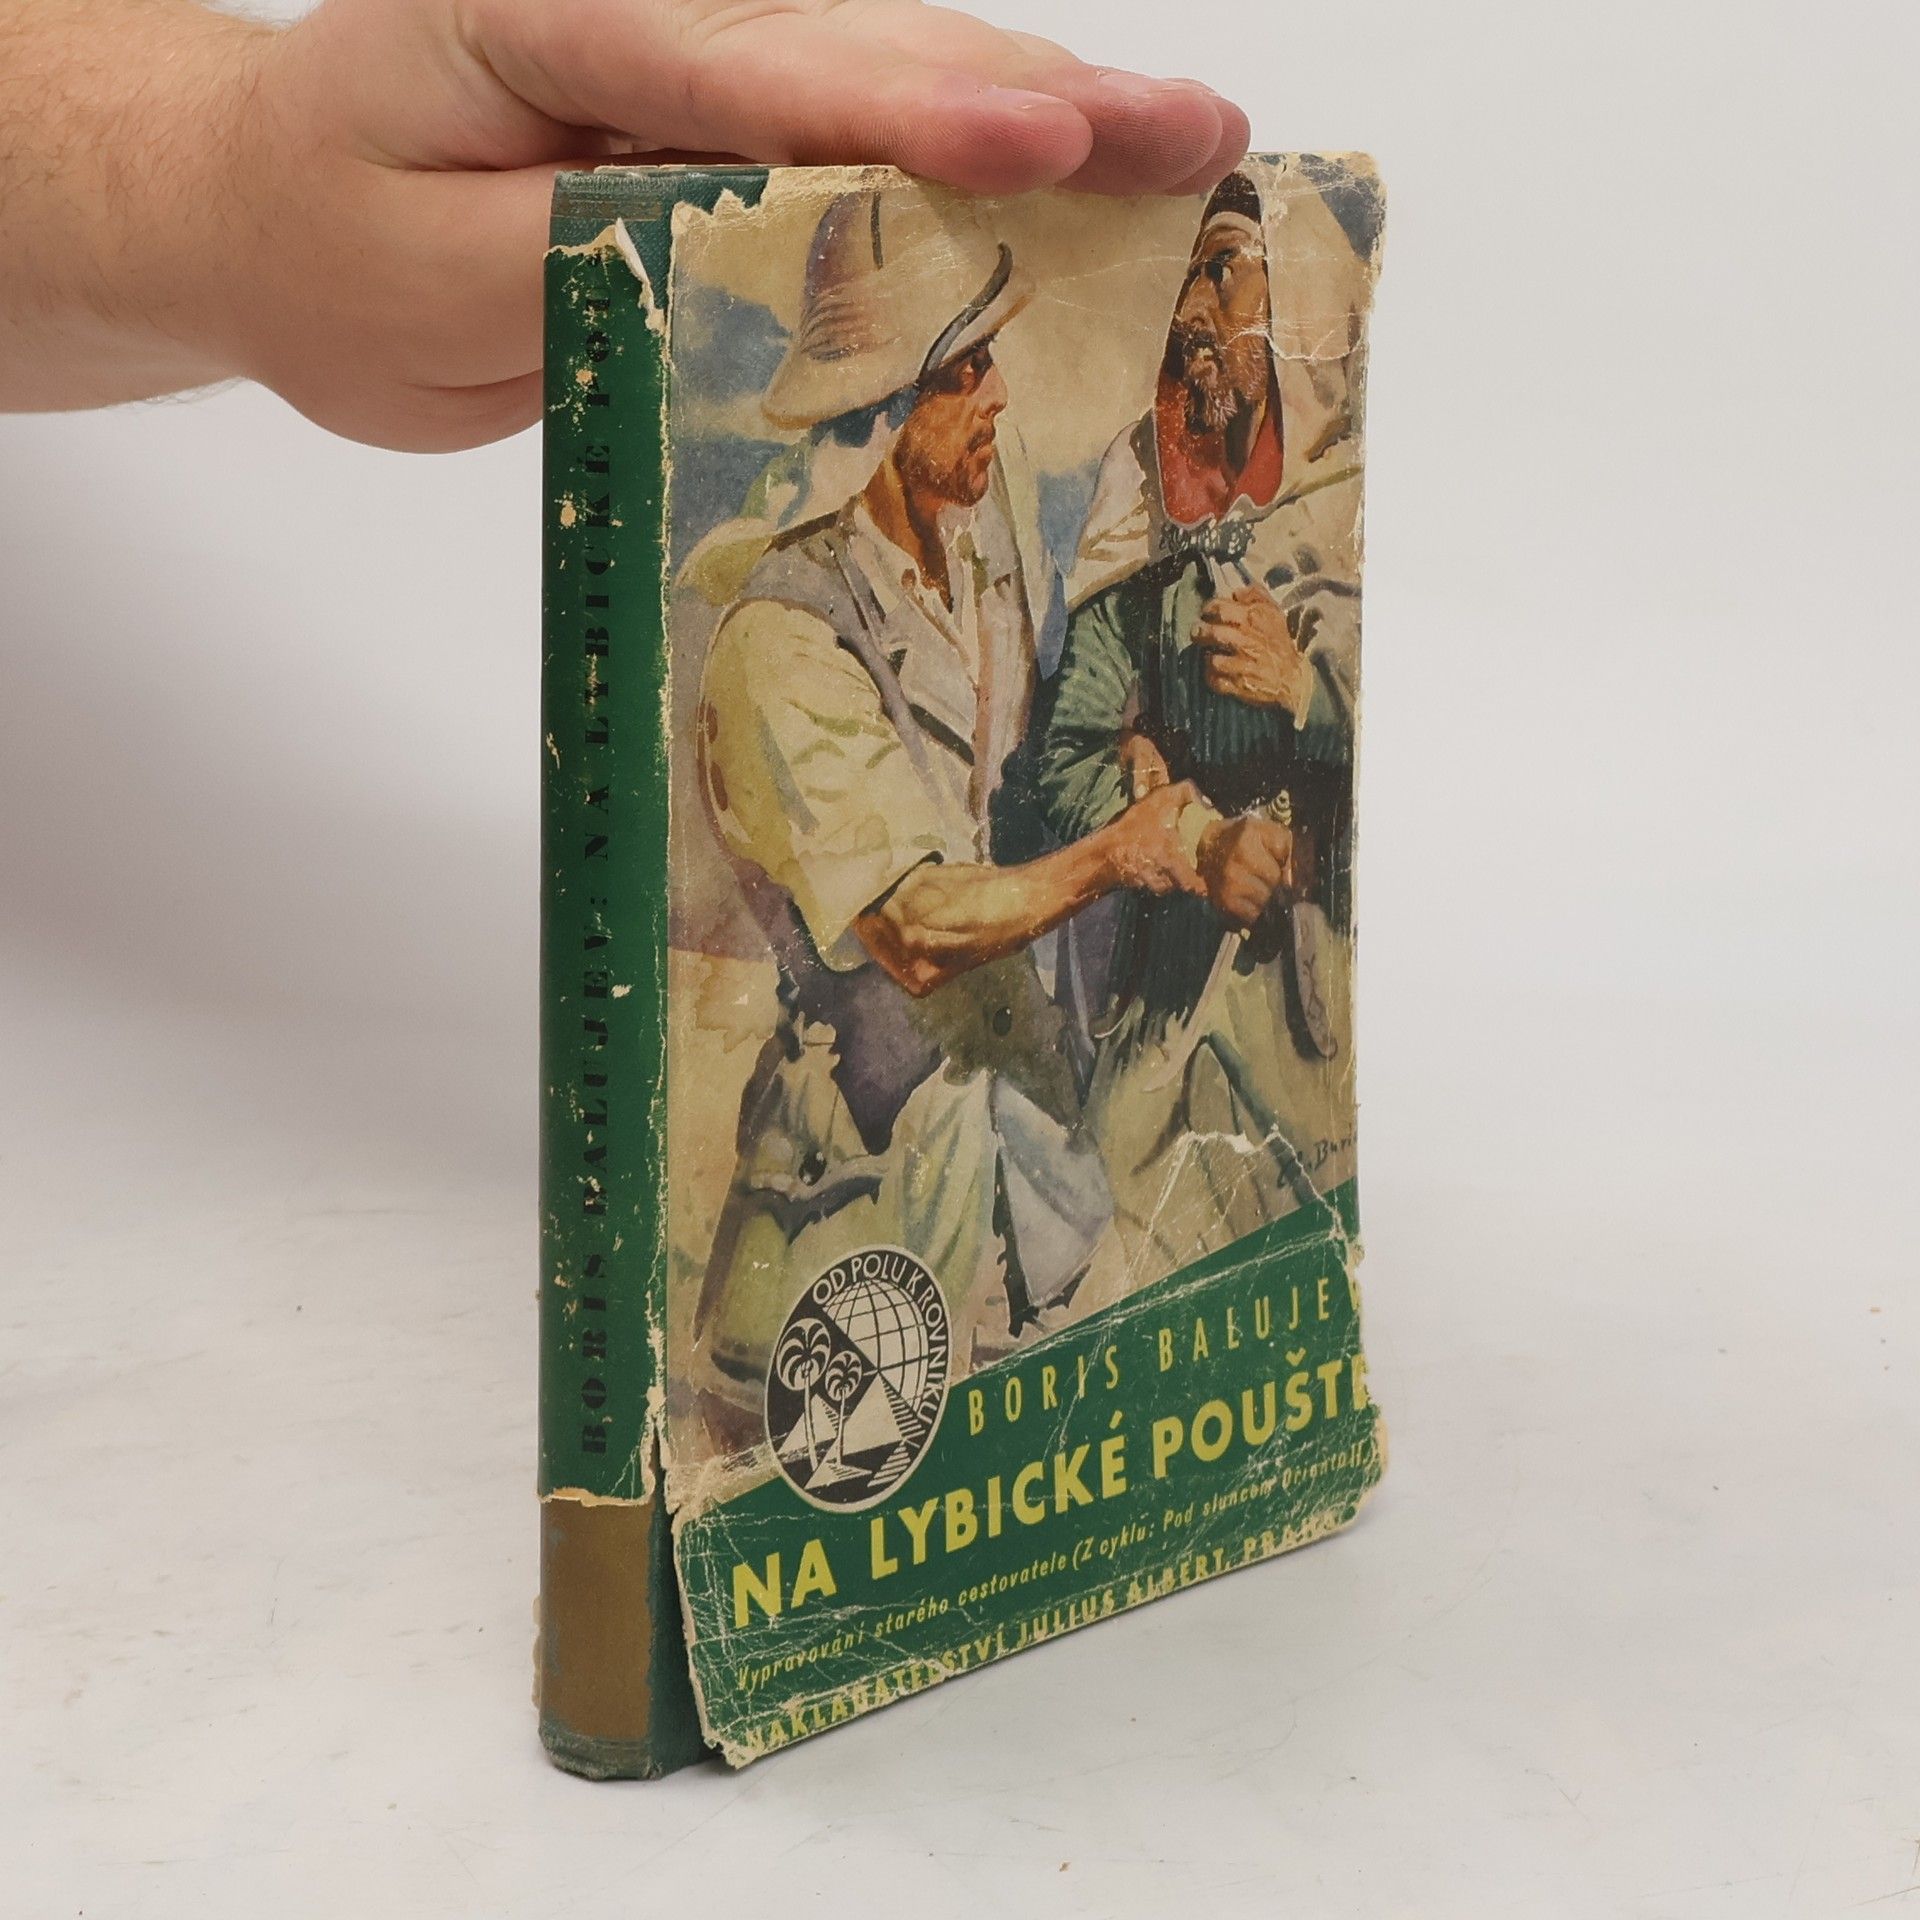 BORIS BALUJEV: NA LYBICKÉ POU
OD POLU K ROVNÍKU
BORIS BALUJEV
NA LYBICKÉ POUŠTI
Vypravování starého cestovatele (Z cyklu: Pod sluncem Orientu II.
NAKLADATELSTVÍ JULIUS ALBERT, PRAHA